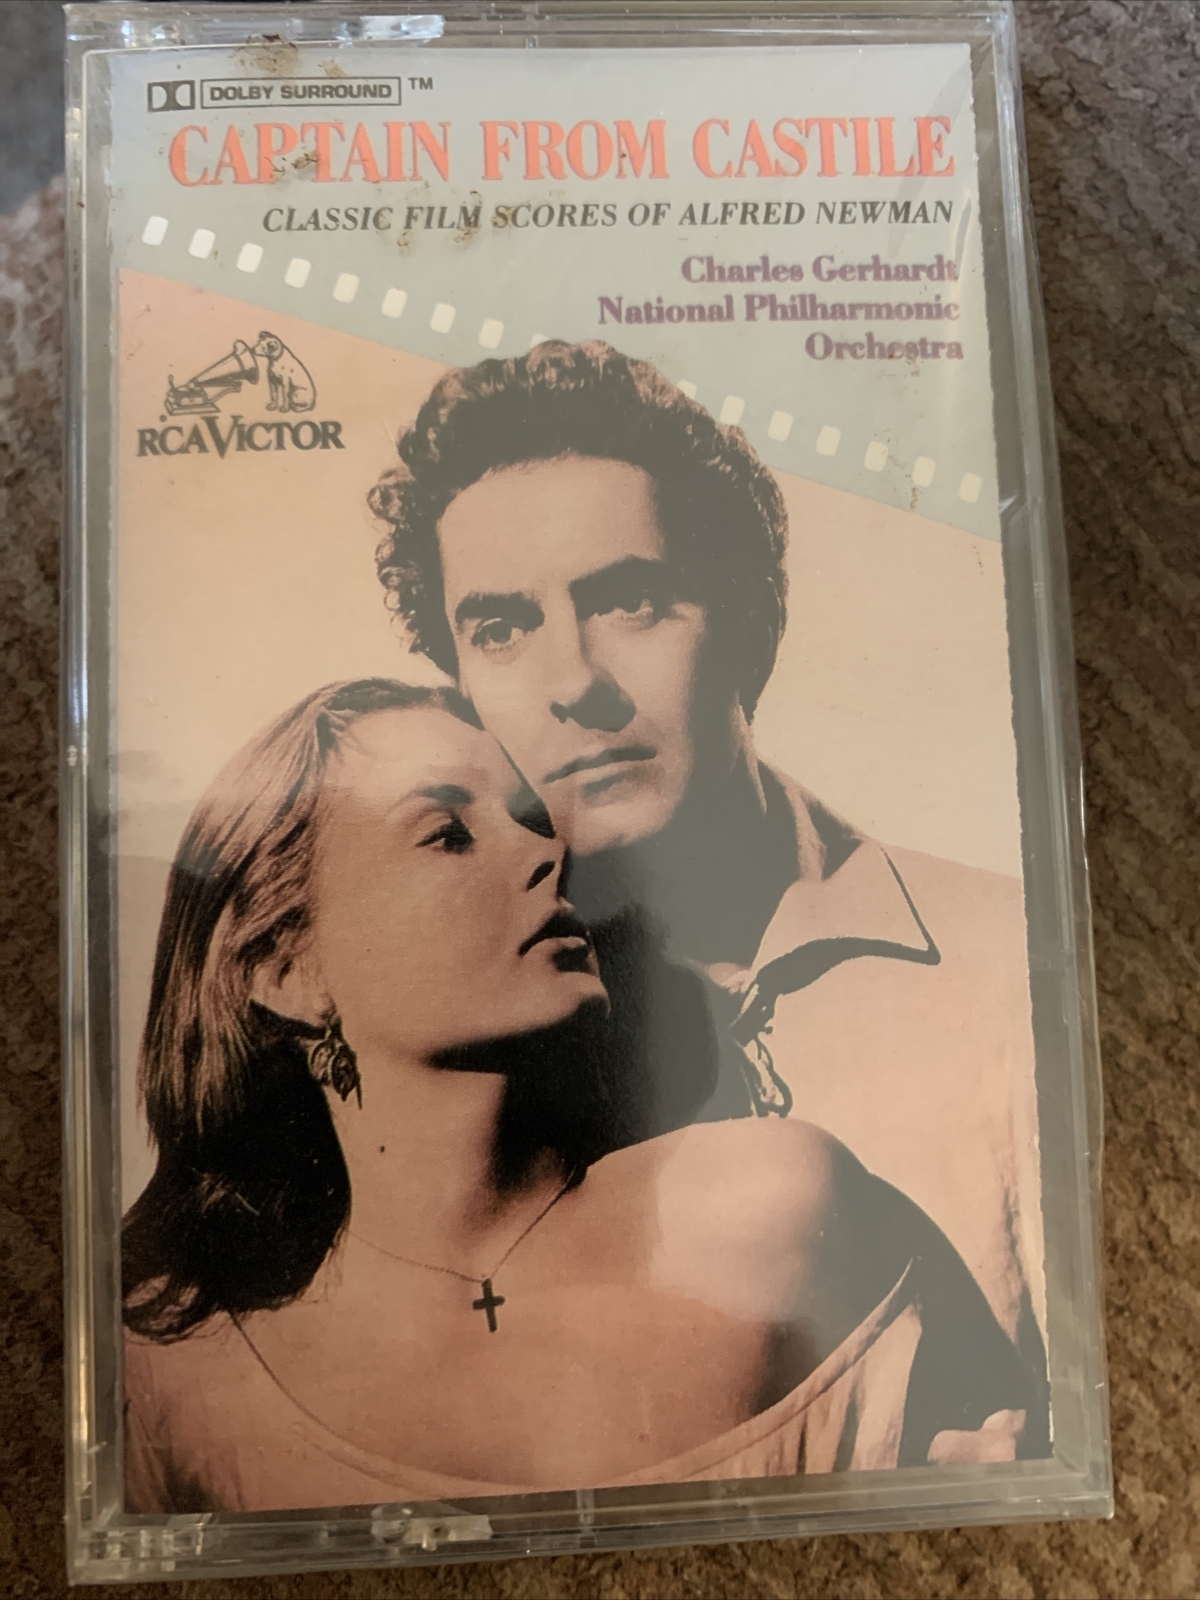 DOLBY SURROUND ™
CAPTAIN FROM CASTILE
CLASSIC FILM SCORES OF ALFRED NEWMAN
Charles Gerhardt
National Philharmonic
Orchestra
RCA VICTOR